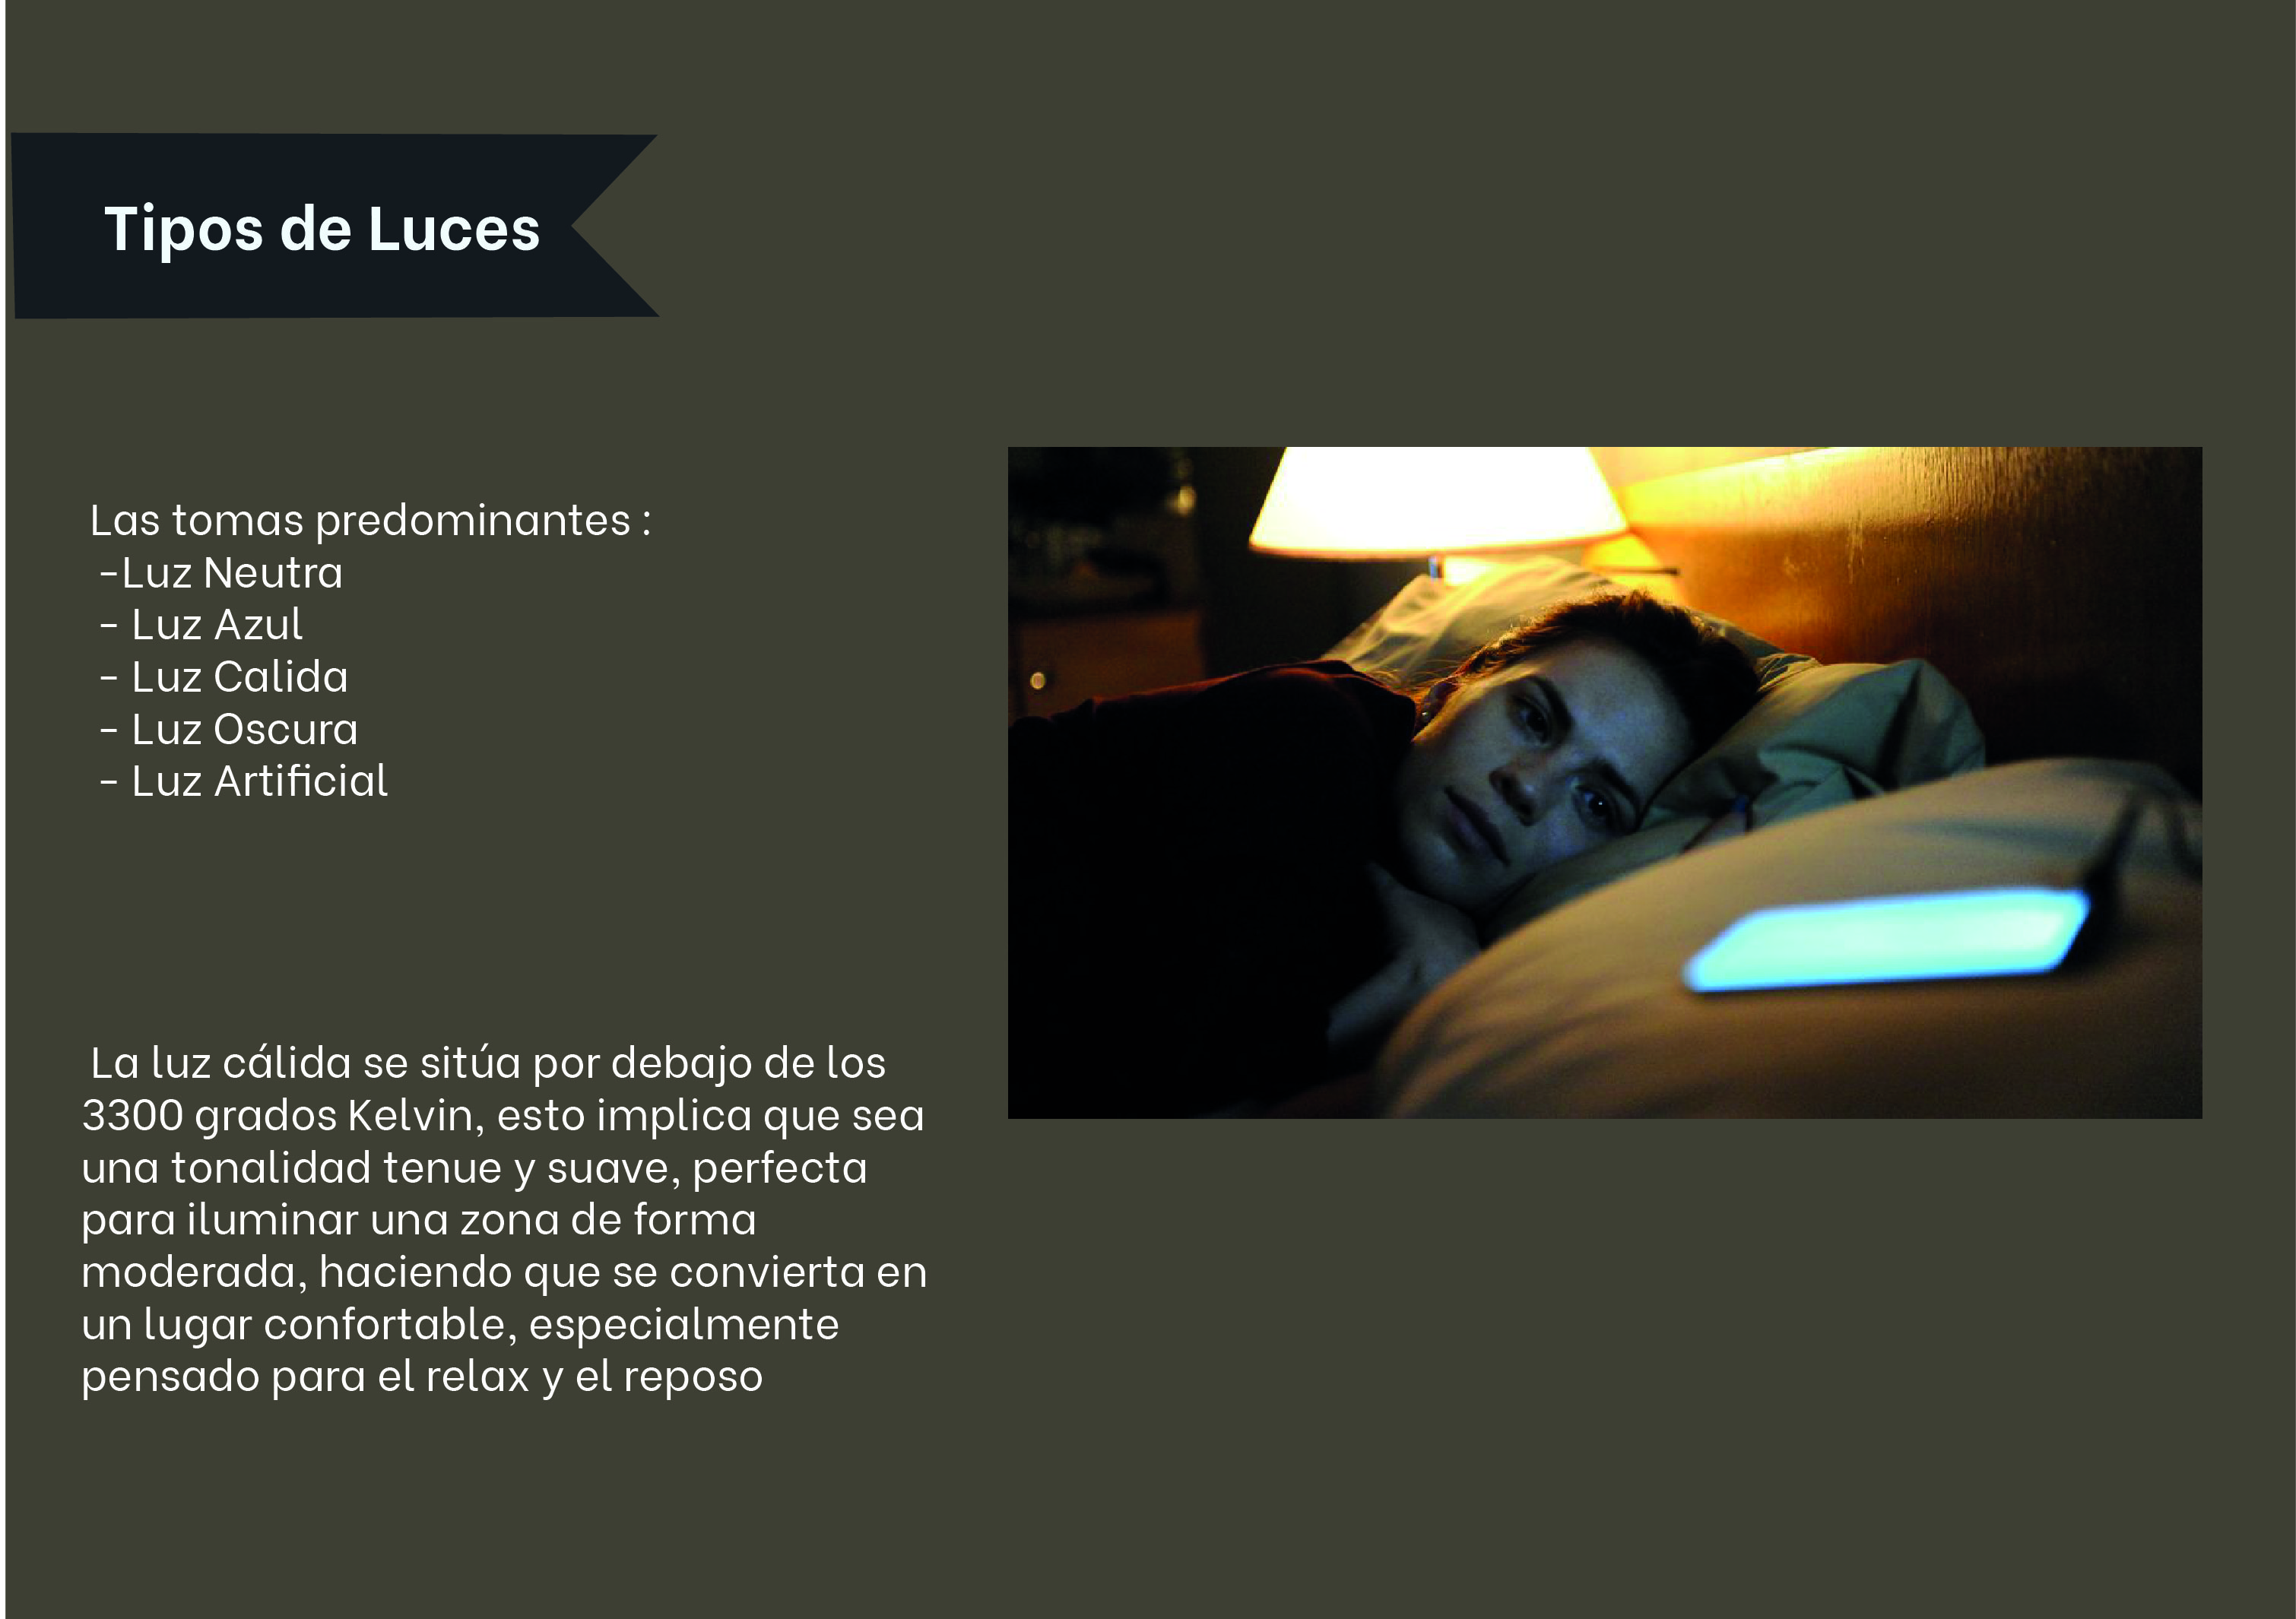 Tipos de Luces
Las tomas predominantes :
-Luz Neutra
- Luz Azul
- Luz Calida
- Luz Oscura
- Luz Artificial
La luz cálida se sitúa por debajo de los
3300 grados Kelvin, esto implica que sea
una tonalidad tenue y suave, perfecta
para iluminar una zona de forma
moderada, haciendo que se convierta en
un lugar confortable, especialmente
pensado para el relax y el reposo